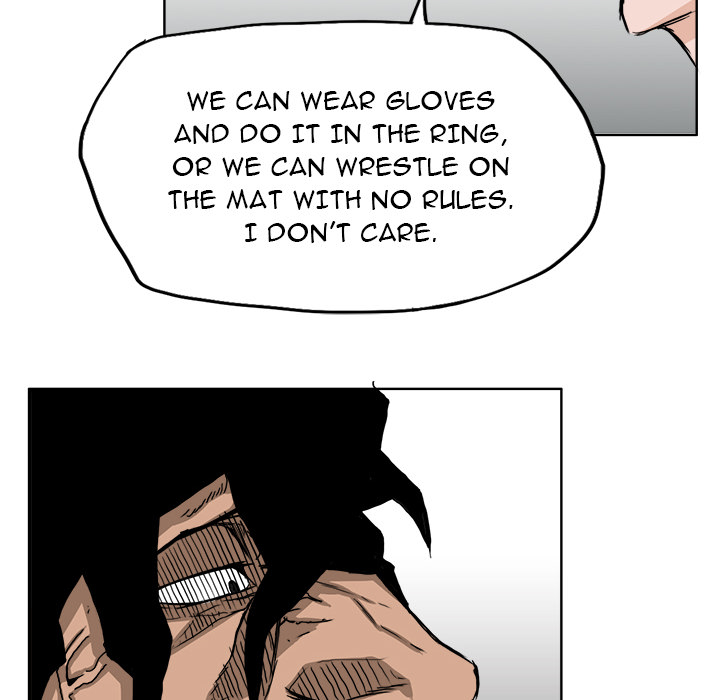 WE CAN WEAR GLOVES
AND DO IT IN THE RING,
OR WE CAN WRESTLE ON
THE MAT WITH NO RULES.
I DON'T CARE.